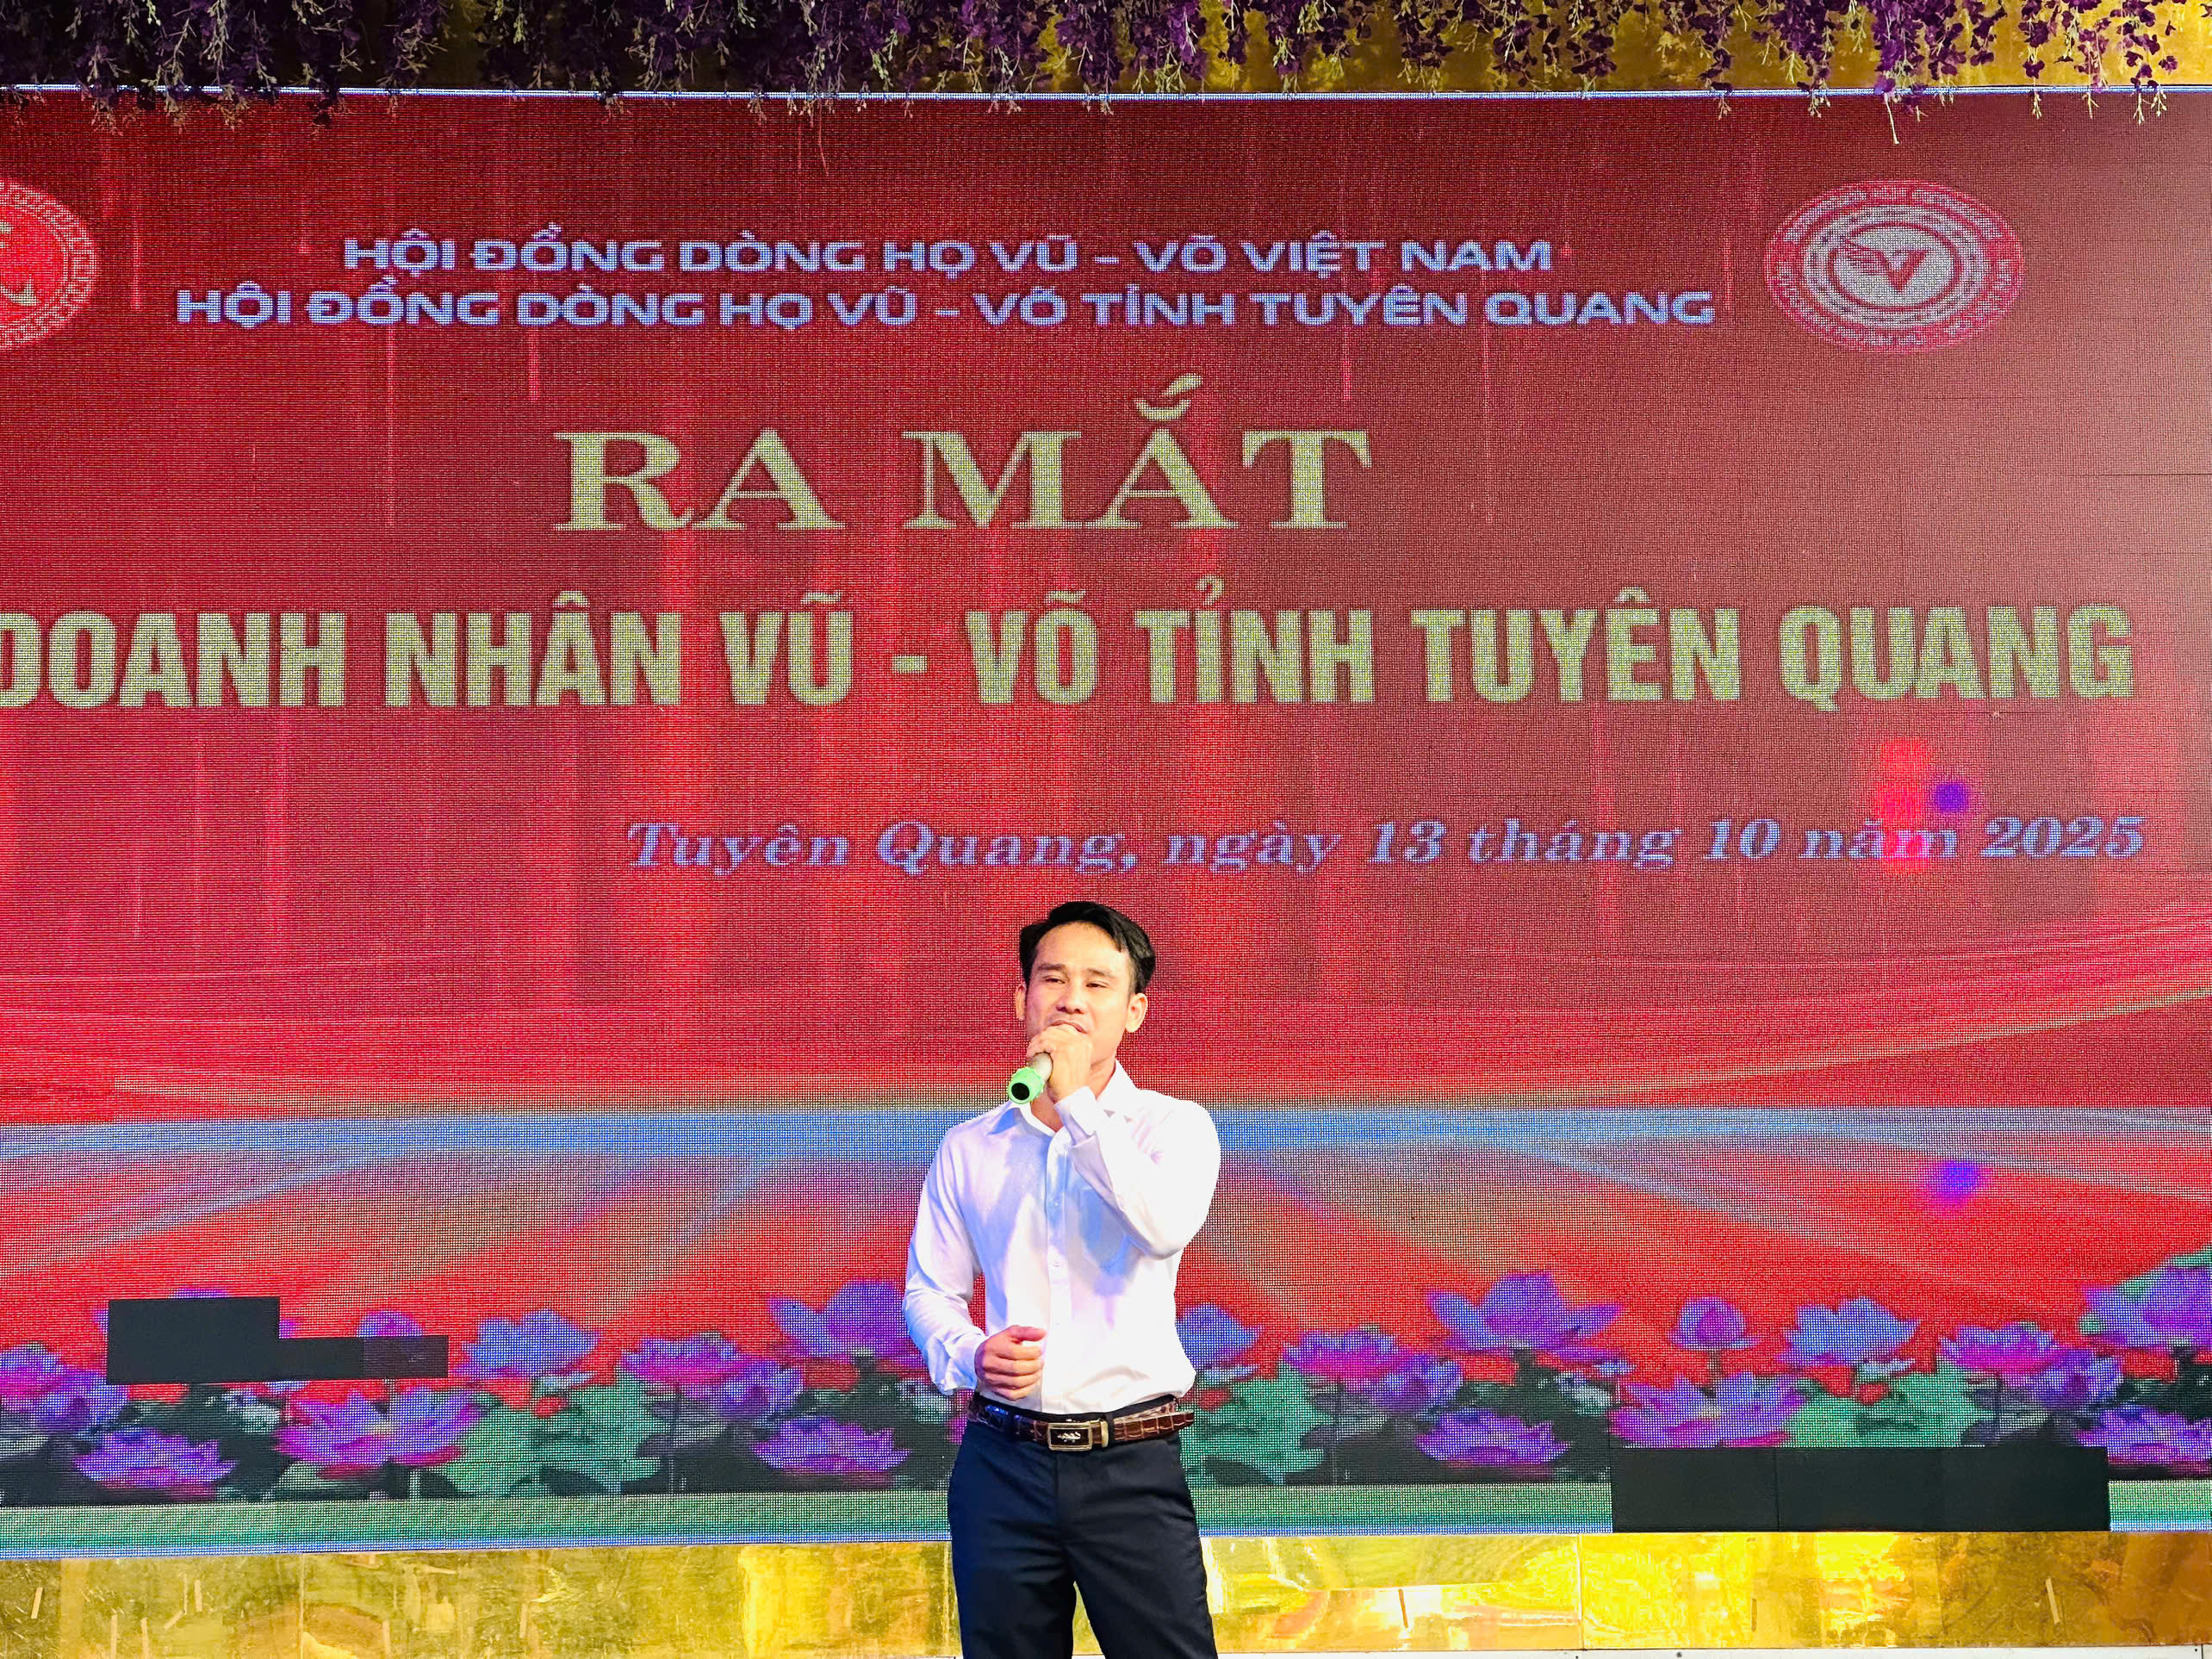 HỘI ĐỒNG DÒNG HỌ VŨ – VÕ VIỆT NAM
HỘI ĐỒNG DÒNG HỌ VŨ – VÕ TỈNH TUYÊN QUANG
RA MẮT
DOANH NHÂN VŨ - VÕ TỈNH TUYÊN QUANG
Tuyên Quang, ngày 13 tháng 10 năm 2025